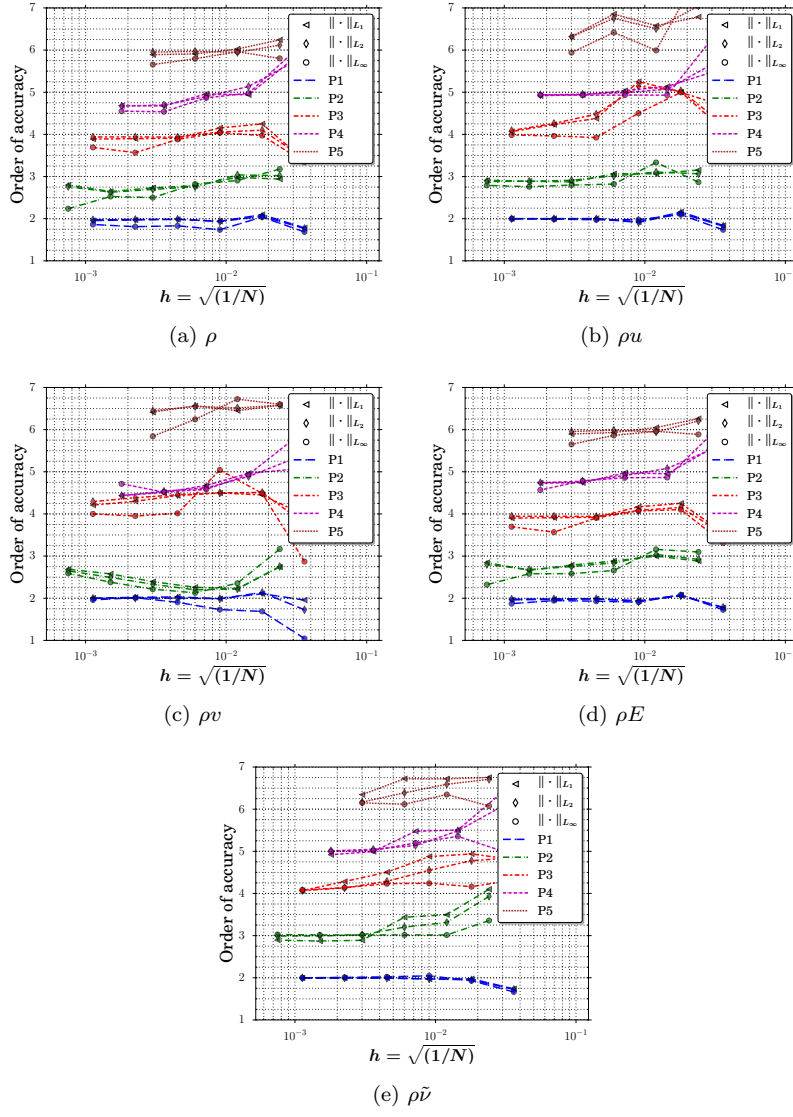 Order of accuracy
7
6
5
4
3
2
1
10⁻³ 10⁻² 10⁻¹
h = √(1/N)
‖ · ‖L₁
‖ · ‖L₂
‖ · ‖L∞
P1
P2
P3
P4
P5
(a) ρ
Order of accuracy
7
6
5
4
3
2
1
10⁻³ 10⁻² 10⁻¹
h = √(1/N)
‖ · ‖L₁
‖ · ‖L₂
‖ · ‖L∞
P1
P2
P3
P4
P5
(b) ρu
Order of accuracy
7
6
5
4
3
2
1
10⁻³ 10⁻² 10⁻¹
h = √(1/N)
‖ · ‖L₁
‖ · ‖L₂
‖ · ‖L∞
P1
P2
P3
P4
P5
(c) ρv
Order of accuracy
7
6
5
4
3
2
1
10⁻³ 10⁻² 10⁻¹
h = √(1/N)
‖ · ‖L₁
‖ · ‖L₂
‖ · ‖L∞
P1
P2
P3
P4
P5
(d) ρE
Order of accuracy
7
6
5
4
3
2
1
10⁻³ 10⁻² 10⁻¹
h = √(1/N)
‖ · ‖L₁
‖ · ‖L₂
‖ · ‖L∞
P1
P2
P3
P4
P5
(e) ρν̃